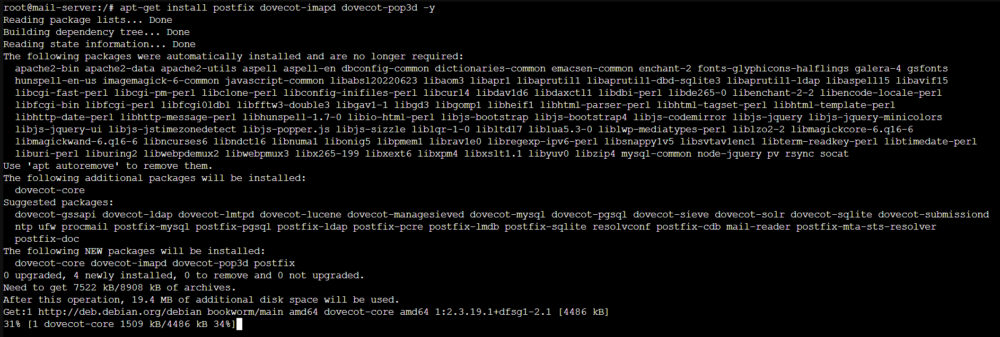 root@mail-server:/# apt-get install postfix dovecot-imapd dovecot-pop3d -y
Reading package lists... Done
Building dependency tree... Done
Reading state information... Done
The following packages were automatically installed and are no longer required:
  apache2-bin apache2-data apache2-utils aspell aspell-en dbconfig-common dictionaries-common emacsen-common enchant-2 fonts-glyphicons-halflings galera-4 gsfonts
  hunspell-en-us imagemagick-6-common javascript-common libabsl20220623 libaom3 libapr1 libaprutil1 libaprutil1-dbd-sqlite3 libaprutil1-ldap libaspell15 libavif15
  libcgi-fast-perl libcgi-pm-perl libclone-perl libconfig-inifiles-perl libcurl4 libdav1d6 libdaxctl1 libdbi-perl libde265-0 libenchant-2-2 libencode-locale-perl
  libfcgi-bin libfcgi-perl libfcgi0ldbl libfftw3-double3 libgav1-1 libgd3 libgomp1 libheif1 libhtml-parser-perl libhtml-tagset-perl libhtml-template-perl
  libhttp-date-perl libhttp-message-perl libhunspell-1.7-0 libio-html-perl libjs-bootstrap libjs-bootstrap4 libjs-codemirror libjs-jquery libjs-jquery-minicolors
  libjs-jquery-ui libjs-jstimezonedetect libjs-popper.js libjs-sizzle liblqr-1-0 libltdl7 liblua5.3-0 liblwp-mediatypes-perl liblzo2-2 libmagickcore-6.q16-6
  libmagickwand-6.q16-6 libncurses6 libndctl6 libnuma1 libonig5 libpmem1 librav1e0 libregexp-ipv6-perl libsnappy1v5 libsvtav1enc1 libterm-readkey-perl libtimedate-perl
  liburi-perl liburing2 libwebpdemux2 libwebpmux3 libx265-199 libxext6 libxpm4 libxslt1.1 libyuv0 libzip4 mysql-common node-jquery pv rsync socat
Use 'apt autoremove' to remove them.
The following additional packages will be installed:
  dovecot-core
Suggested packages:
  dovecot-gssapi dovecot-ldap dovecot-lmtpd dovecot-lucene dovecot-managesieved dovecot-mysql dovecot-pgsql dovecot-sieve dovecot-solr dovecot-sqlite dovecot-submissiond
  ntp ufw procmail postfix-mysql postfix-pgsql postfix-ldap postfix-pcre postfix-lmdb postfix-sqlite resolvconf postfix-cdb mail-reader postfix-mta-sts-resolver
  postfix-doc
The following NEW packages will be installed:
  dovecot-core dovecot-imapd dovecot-pop3d postfix
0 upgraded, 4 newly installed, 0 to remove and 0 not upgraded.
Need to get 7522 kB/8908 kB of archives.
After this operation, 19.4 MB of additional disk space will be used.
Get:1 http://deb.debian.org/debian bookworm/main amd64 dovecot-core amd64 1:2.3.19.1+dfsg1-2.1 [4486 kB]
31% [1 dovecot-core 1509 kB/4486 kB 34%]